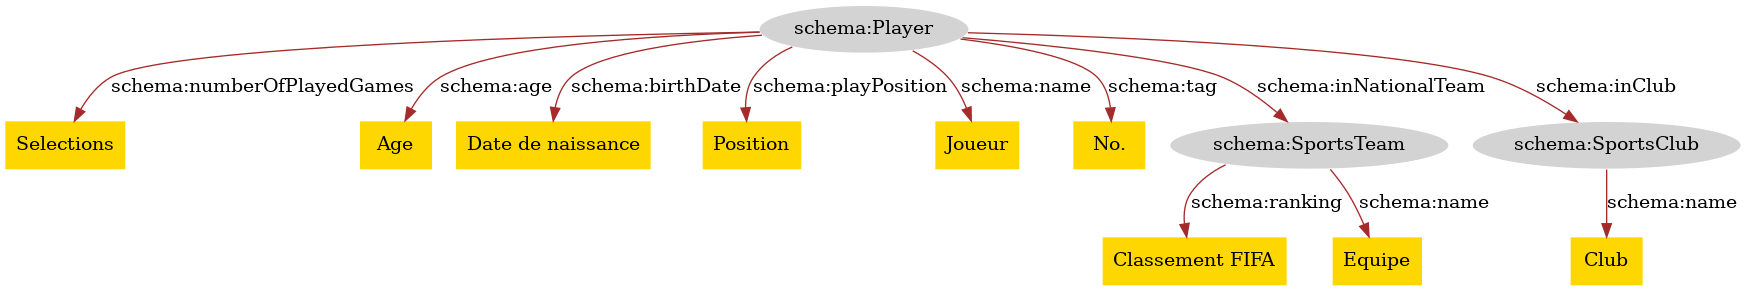 schema:Player
schema:numberOfPlayedGames
schema:age
schema:birthDate
schema:playPosition
schema:name
schema:tag
schema:inNationalTeam
schema:inClub
Selections
Age
Date de naissance
Position
Joueur
No.
schema:SportsTeam
schema:SportsClub
schema:ranking
schema:name
schema:name
Classement FIFA
Equipe
Club